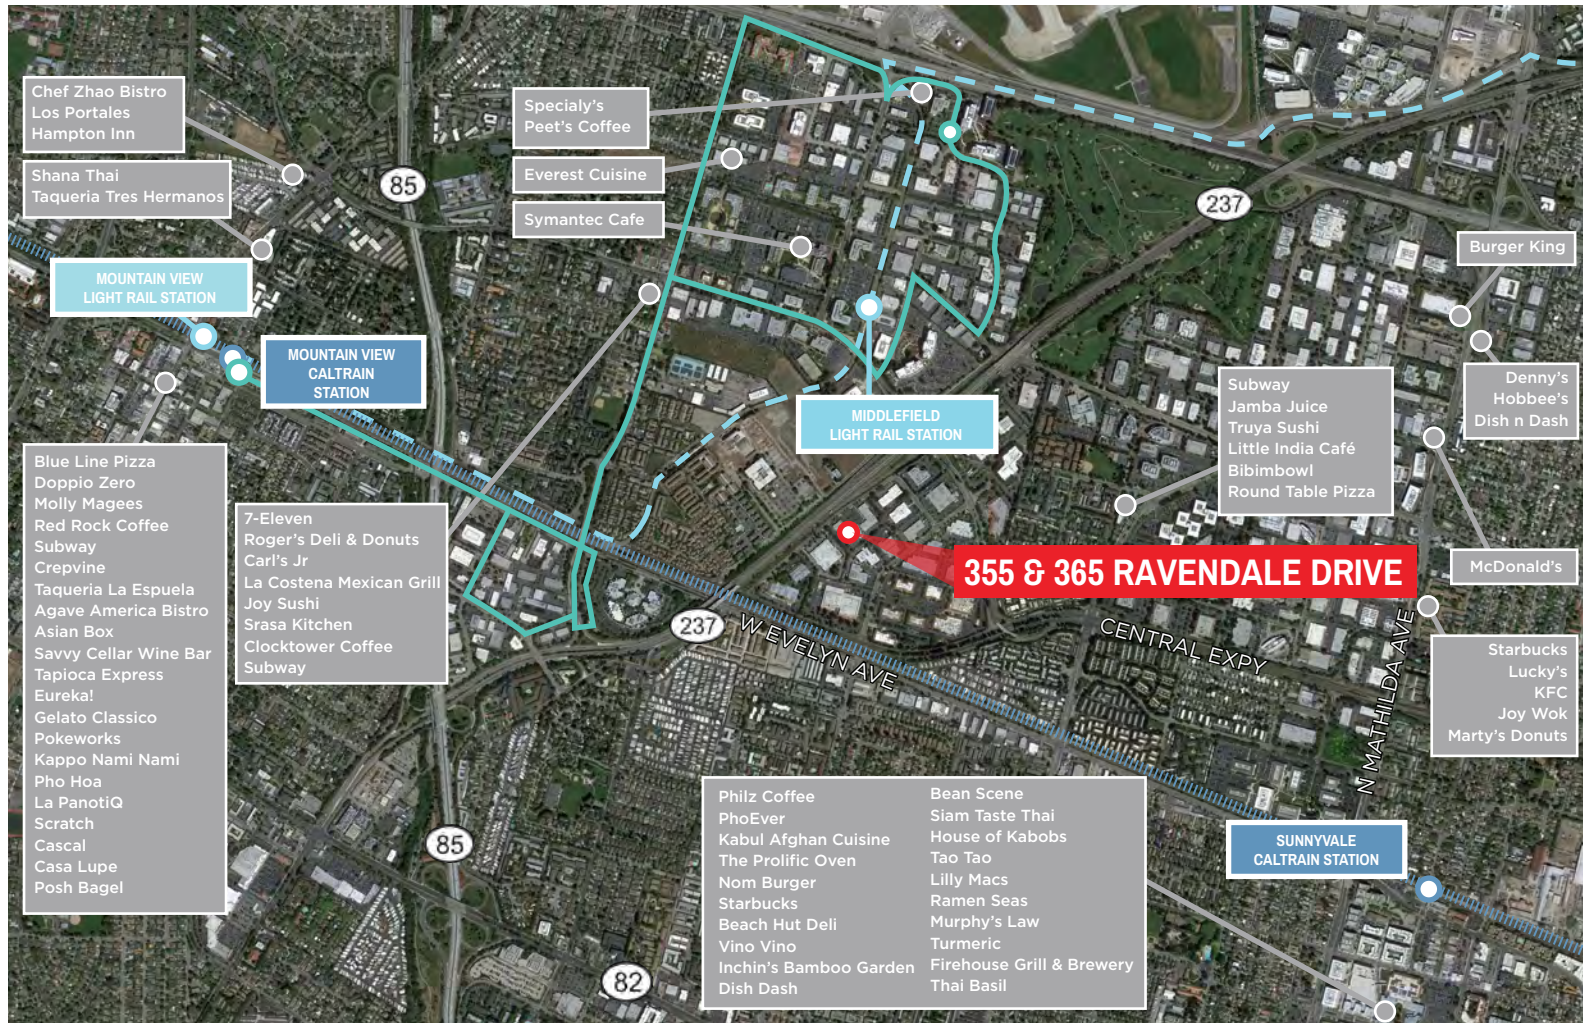 Chef Zhao Bistro
Los Portales
Hampton Inn
Shana Thai
Taqueria Tres Hermanos
MOUNTAIN VIEW
LIGHT RAIL STATION
MOUNTAIN VIEW
CALTRAIN
STATION
85
Specialy's
Peet's Coffee
Everest Cuisine
Symantec Cafe
237
Burger King
Denny's
Hobbee's
Dish n Dash
MIDDLEFIELD
LIGHT RAIL STATION
Subway
Jamba Juice
Truya Sushi
Little India Café
Bibimbowl
Round Table Pizza
McDonald's
355 & 365 RAVENDALE DRIVE
Blue Line Pizza
Doppio Zero
Molly Magees
Red Rock Coffee
Subway
Crepvine
Taqueria La Espuela
Agave America Bistro
Asian Box
Savvy Cellar Wine Bar
Tapioca Express
Eureka!
Gelato Classico
Pokeworks
Kappo Nami Nami
Pho Hoa
La PanotiQ
Scratch
Cascal
Casa Lupe
Posh Bagel
7-Eleven
Roger's Deli & Donuts
Carl's Jr
La Costena Mexican Grill
Joy Sushi
Srasa Kitchen
Clocktower Coffee
Subway
237
W EVELYN AVE
CENTRAL EXPY
N MATHILDA AVE
Starbucks
Lucky's
KFC
Joy Wok
Marty's Donuts
85
82
Philz Coffee
PhoEver
Kabul Afghan Cuisine
The Prolific Oven
Nom Burger
Starbucks
Beach Hut Deli
Vino Vino
Inchin's Bamboo Garden
Dish Dash
Bean Scene
Siam Taste Thai
House of Kabobs
Tao Tao
Lilly Macs
Ramen Seas
Murphy's Law
Turmeric
Firehouse Grill & Brewery
Thai Basil
SUNNYVALE
CALTRAIN STATION